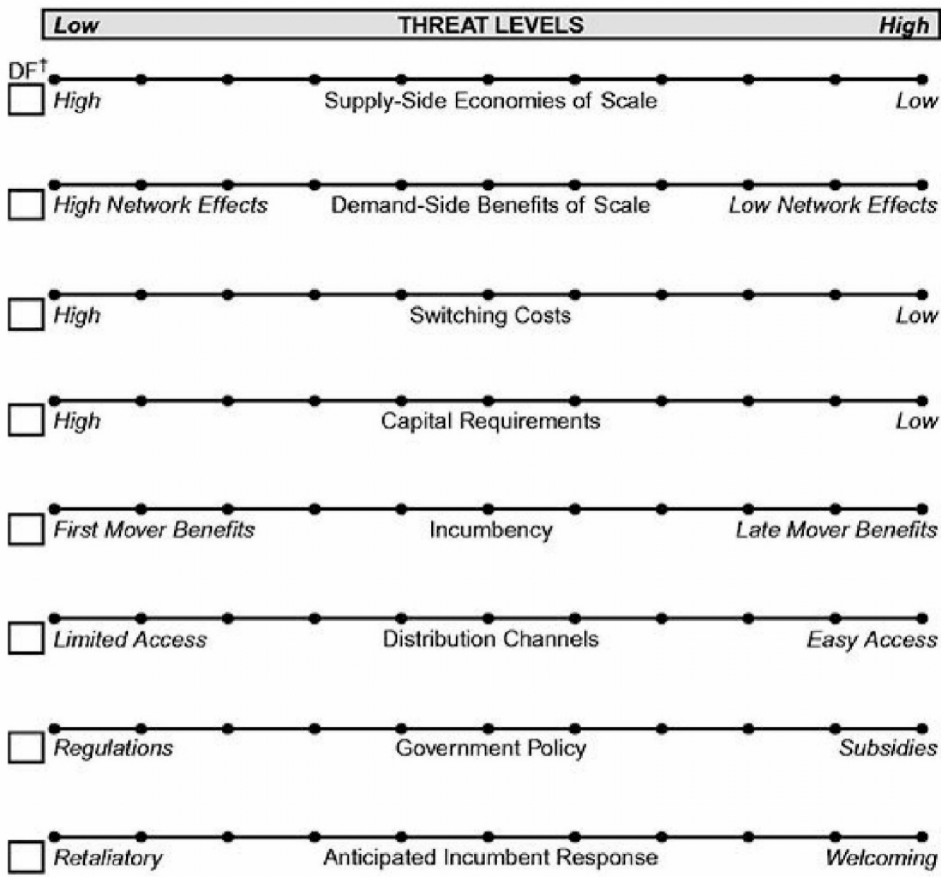 Low THREAT LEVELS High
DF†
High Supply-Side Economies of Scale Low
High Network Effects Demand-Side Benefits of Scale Low Network Effects
High Switching Costs Low
High Capital Requirements Low
First Mover Benefits Incumbency Late Mover Benefits
Limited Access Distribution Channels Easy Access
Regulations Government Policy Subsidies
Retaliatory Anticipated Incumbent Response Welcoming